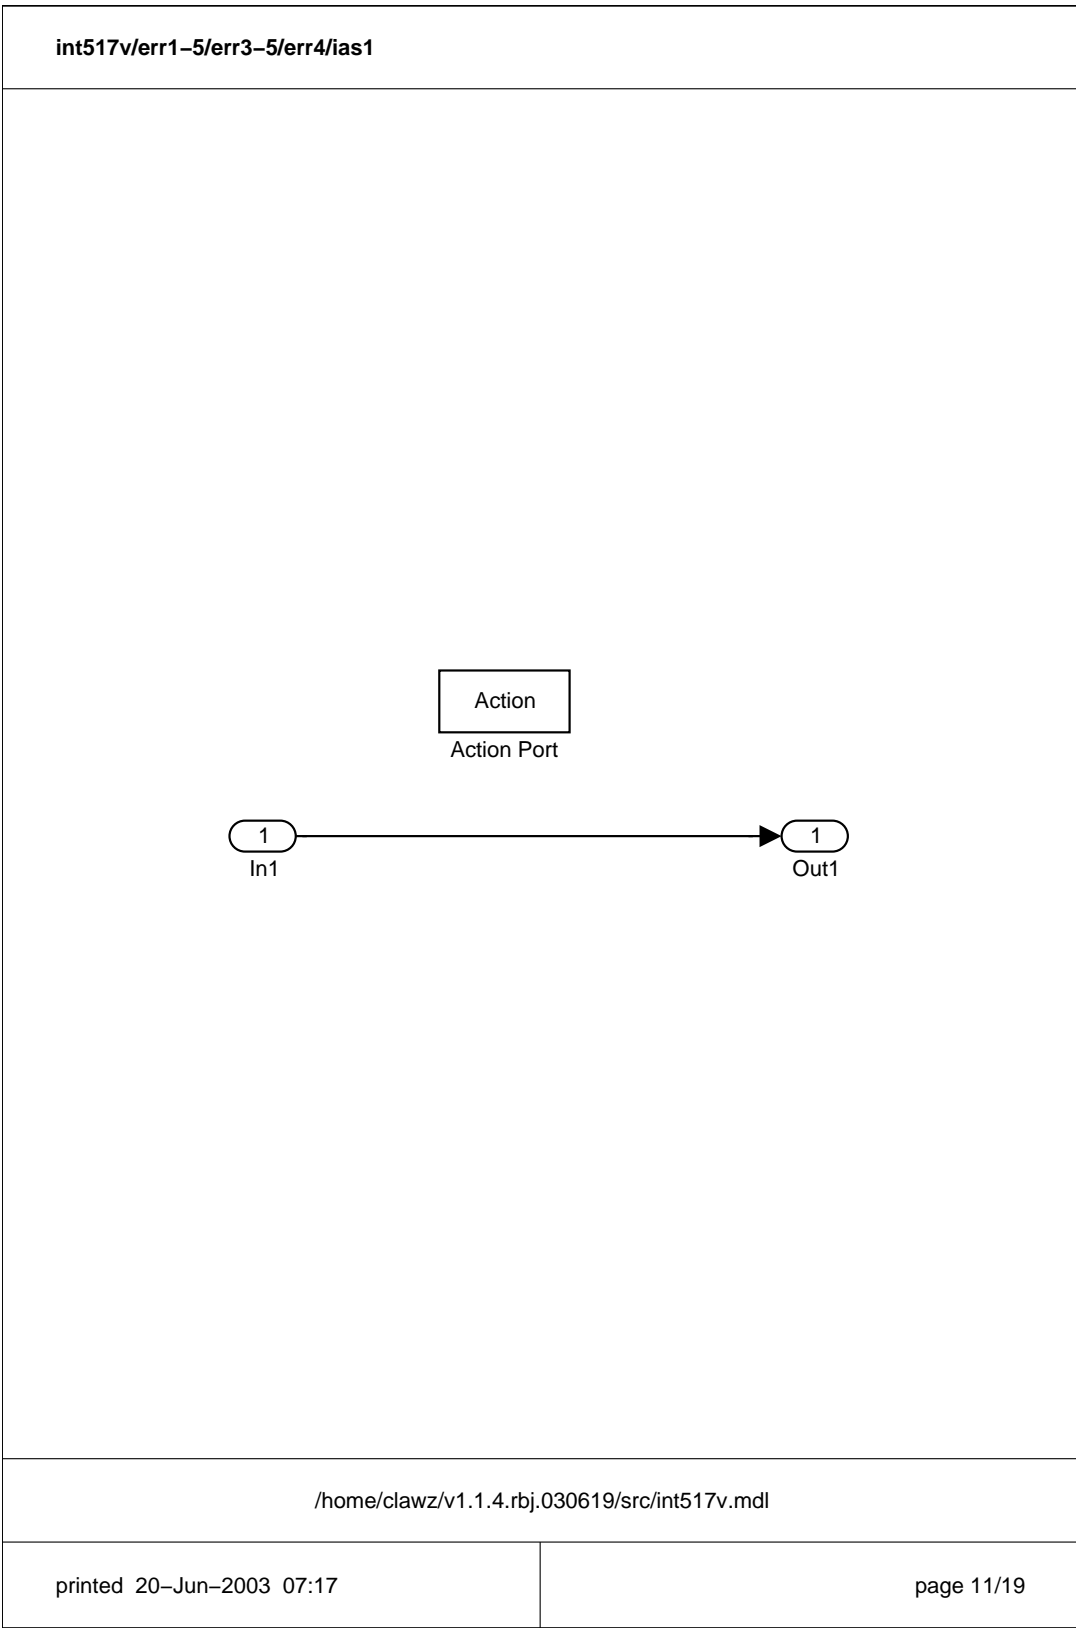 int517v/err1−5/err3−5/err4/ias1
Action
Action Port
1
1
In1
Out1
/home/clawz/v1.1.4.rbj.030619/src/int517v.mdl
printed 20−Jun−2003 07:17
page 11/19